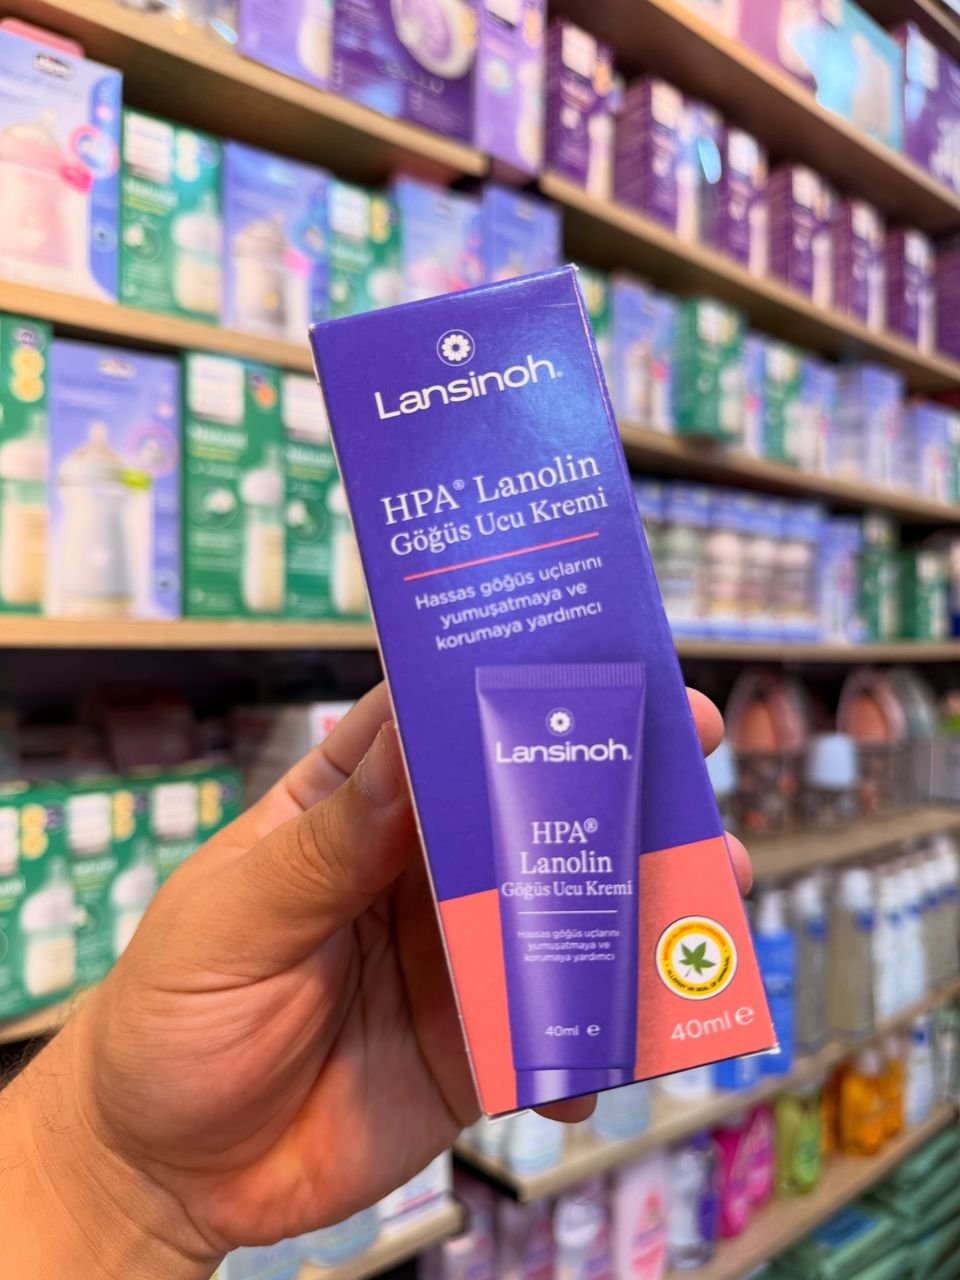 Lansinoh®
HPA® Lanolin
Göğüs Ucu Kremi
Hassas göğüs uçlarını
yumuşatmaya ve
korumaya yardımcı
Lansinoh®
HPA®
Lanolin
Göğüs Ucu Kremi
Hassas göğüs uçlarını
yumuşatmaya ve
korumaya yardımcı
40ml ℮
40ml ℮
Natural